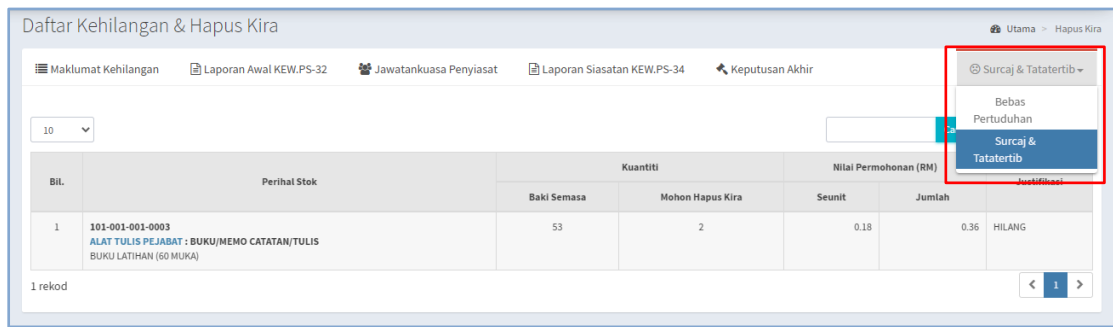 Daftar Kehilangan & Hapus Kira
Utama > Hapus Kira
Maklumat Kehilangan Laporan Awal KEW.PS-32 Jawatankuasa Penyiasat Laporan Siasatan KEW.PS-34 Keputusan Akhir Surcaj & Tatatertib
Bebas
Pertuduhan
Surcaj &
Tatatertib
10
Bil. Perihal Stok Kuantiti Nilai Permohonan (RM) Justifikasi
Baki Semasa Mohon Hapus Kira Seunit Jumlah
1 101-001-001-0003 53 2 0.18 0.36 HILANG
ALAT TULIS PEJABAT : BUKU/MEMO CATATAN/TULIS
BUKU LATIHAN (60 MUKA)
1 rekod
< 1 >